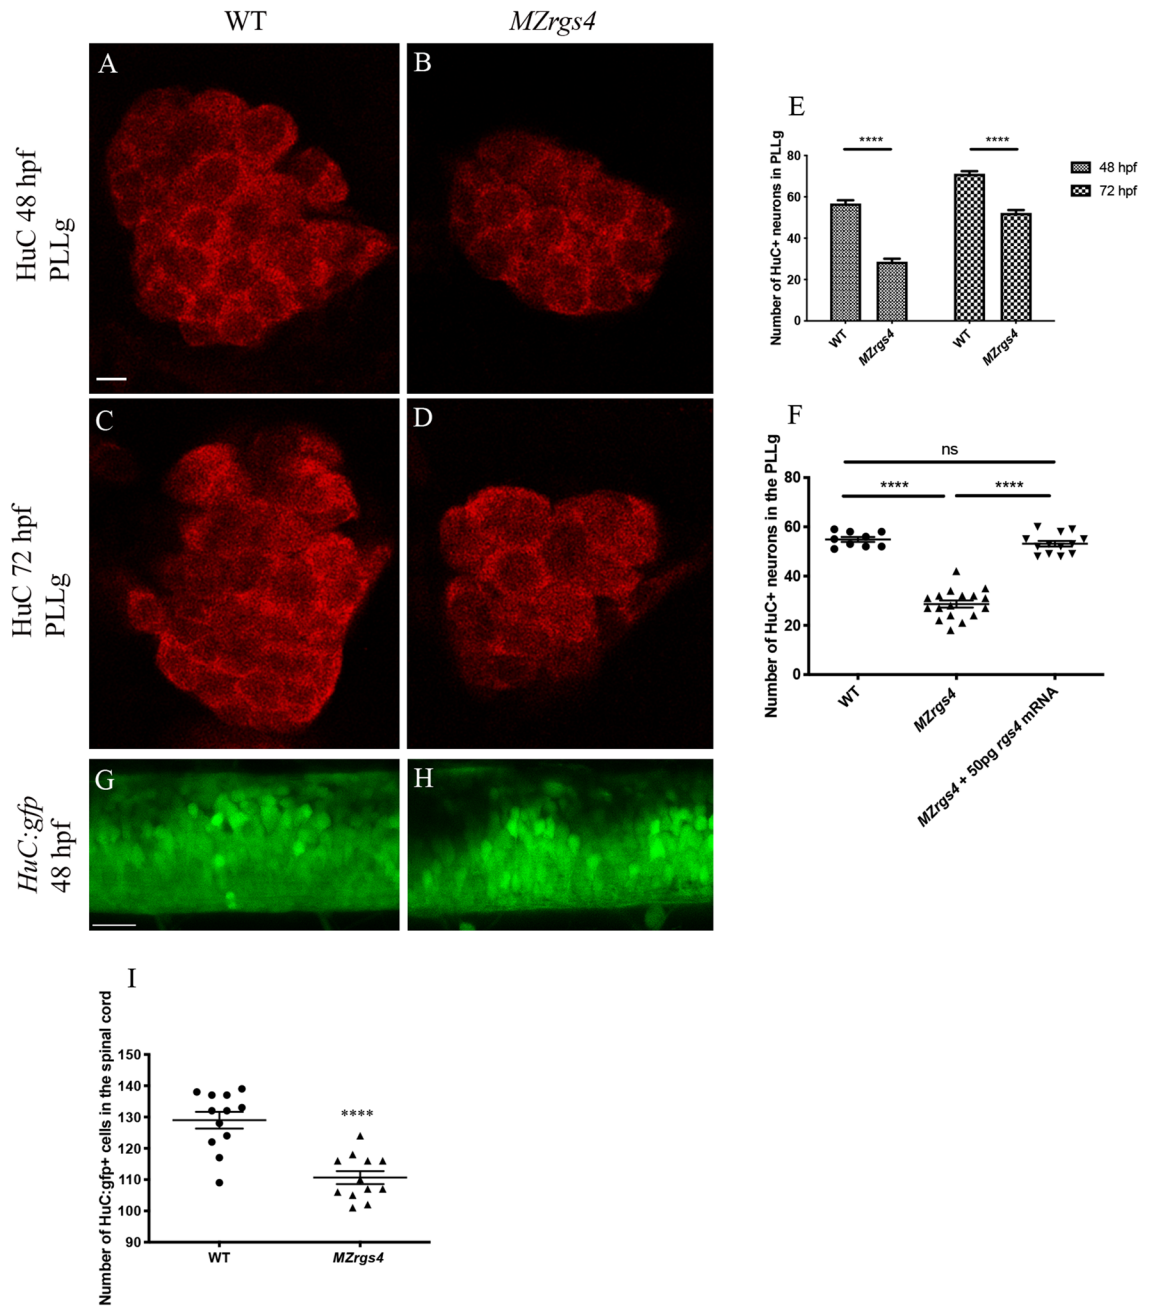 WT
MZrgs4
A
B
HuC 48 hpf
PLLg
C
D
HuC 72 hpf
PLLg
G
H
HuC:gfp
48 hpf
E
Number of HuC+ neurons in PLLg
80
60
40
20
0
****
****
WT
MZrgs4
WT
MZrgs4
48 hpf
72 hpf
F
Number of HuC+ neurons in the PLLg
80
60
40
20
0
ns
****
****
WT
MZrgs4
MZrgs4 + 50pg rgs4 mRNA
I
Number of HuC:gfp+ cells in the spinal cord
150
140
130
120
110
100
90
****
WT
MZrgs4